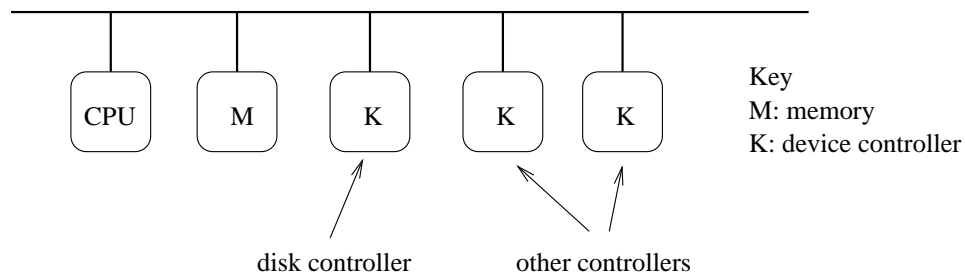 CPU
M
K
K
K
Key
M: memory
K: device controller
disk controller
other controllers